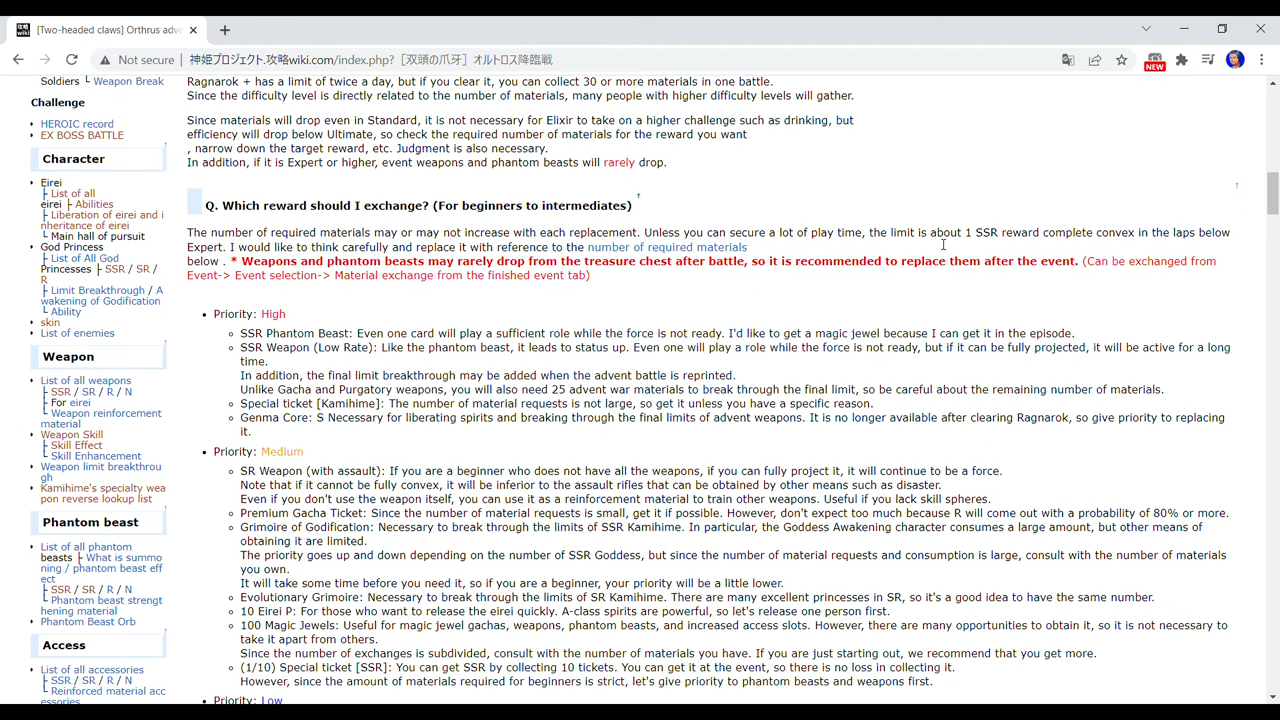 [Two-headed claws] Orthrus adv
Not secure
神姫プロジェクト.攻略wiki.com/index.php?［双頭の爪牙］オルトロス降臨戦
NEW
Soldiers └ Weapon Break
Challenge
HEROIC record
EX BOSS BATTLE
Character
Eirei
├ List of all
eirei ├ Abilities
├ Liberation of eirei and i
nheritance of eirei
└ Main hall of pursuit
God Princess
├ List of All God
Princesses ├ SSR / SR /
R
├ Limit Breakthrough / A
wakening of Godification
└ Ability
skin
List of enemies
Weapon
List of all weapons
├ SSR / SR / R / N
├ For eirei
└ Weapon reinforcement
material
Weapon Skill
├ Skill Effect
└ Skill Enhancement
Weapon limit breakthrou
gh
Kamihime's specialty wea
pon reverse lookup list
Phantom beast
List of all phantom
beasts ├ What is summo
ning / phantom beast eff
ect
├ SSR / SR / R / N
└ Phantom beast strengt
hening material
Phantom Beast Orb
Access
List of all accessories
├ SSR / SR / R / N
└ Reinforced material acc
essories
Ragnarok + has a limit of twice a day, but if you clear it, you can collect 30 or more materials in one battle.
Since the difficulty level is directly related to the number of materials, many people with higher difficulty levels will gather.
Since materials will drop even in Standard, it is not necessary for Elixir to take on a higher challenge such as drinking, but
efficiency will drop below Ultimate, so check the required number of materials for the reward you want
, narrow down the target reward, etc. Judgment is also necessary.
In addition, if it is Expert or higher, event weapons and phantom beasts will rarely drop.
Q. Which reward should I exchange? (For beginners to intermediates)
The number of required materials may or may not increase with each replacement. Unless you can secure a lot of play time, the limit is about 1 SSR reward complete convex in the laps below
Expert. I would like to think carefully and replace it with reference to the number of required materials
below . * Weapons and phantom beasts may rarely drop from the treasure chest after battle, so it is recommended to replace them after the event. (Can be exchanged from
Event-> Event selection-> Material exchange from the finished event tab)
Priority: High
SSR Phantom Beast: Even one card will play a sufficient role while the force is not ready. I'd like to get a magic jewel because I can get it in the episode.
SSR Weapon (Low Rate): Like the phantom beast, it leads to status up. Even one will play a role while the force is not ready, but if it can be fully projected, it will be active for a long
time.
In addition, the final limit breakthrough may be added when the advent battle is reprinted.
Unlike Gacha and Purgatory weapons, you will also need 25 advent war materials to break through the final limit, so be careful about the remaining number of materials.
Special ticket [Kamihime]: The number of material requests is not large, so get it unless you have a specific reason.
Genma Core: S Necessary for liberating spirits and breaking through the final limits of advent weapons. It is no longer available after clearing Ragnarok, so give priority to replacing
it.
Priority: Medium
SR Weapon (with assault): If you are a beginner who does not have all the weapons, if you can fully project it, it will continue to be a force.
Note that if it cannot be fully convex, it will be inferior to the assault rifles that can be obtained by other means such as disaster.
Even if you don't use the weapon itself, you can use it as a reinforcement material to train other weapons. Useful if you lack skill spheres.
Premium Gacha Ticket: Since the number of material requests is small, get it if possible. However, don't expect too much because R will come out with a probability of 80% or more.
Grimoire of Godification: Necessary to break through the limits of SSR Kamihime. In particular, the Goddess Awakening character consumes a large amount, but other means of
obtaining it are limited.
The priority goes up and down depending on the number of SSR Goddess, but since the number of material requests and consumption is large, consult with the number of materials
you own.
It will take some time before you need it, so if you are a beginner, your priority will be a little lower.
Evolutionary Grimoire: Necessary to break through the limits of SR Kamihime. There are many excellent princesses in SR, so it's a good idea to have the same number.
10 Eirei P: For those who want to release the eirei quickly. A-class spirits are powerful, so let's release one person first.
100 Magic Jewels: Useful for magic jewel gachas, weapons, phantom beasts, and increased access slots. However, there are many opportunities to obtain it, so it is not necessary to
take it apart from others.
Since the number of exchanges is subdivided, consult with the number of materials you have. If you are just starting out, we recommend that you get more.
(1/10) Special ticket [SSR]: You can get SSR by collecting 10 tickets. You can get it at the event, so there is no loss in collecting it.
However, since the amount of materials required for beginners is strict, let's give priority to phantom beasts and weapons first.
Priority: Low